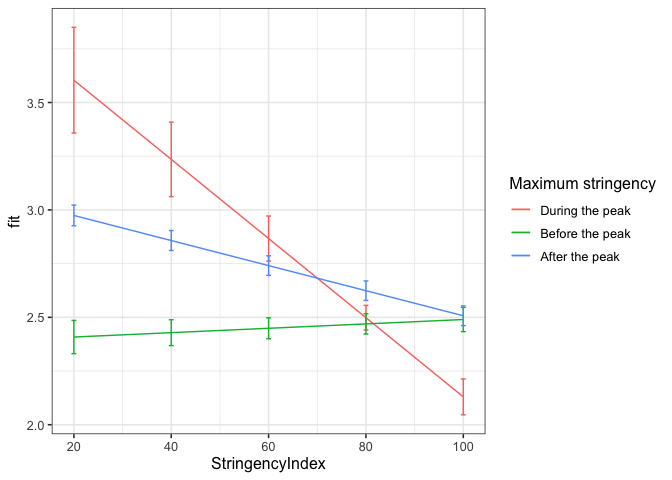 3.5
3.0
2.5
2.0
fit
20 40 60 80 100
StringencyIndex
Maximum stringency
During the peak
Before the peak
After the peak